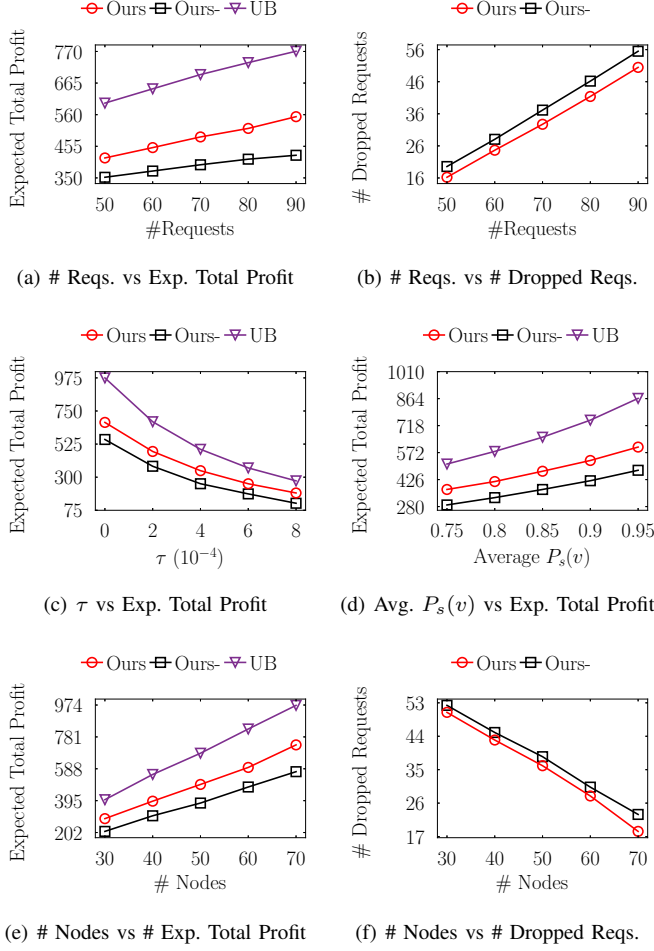 Ours Ours- UB
Expected Total Profit
770
665
560
455
350
50 60 70 80 90
#Requests
(a) # Reqs. vs Exp. Total Profit
Ours Ours-
# Dropped Requests
56
46
36
26
16
50 60 70 80 90
#Requests
(b) # Reqs. vs # Dropped Reqs.
Ours Ours- UB
Expected Total Profit
975
750
525
300
75
0 2 4 6 8
τ (10⁻⁴)
(c) τ vs Exp. Total Profit
Ours Ours- UB
Expected Total Profit
1010
864
718
572
426
280
0.75 0.8 0.85 0.9 0.95
Average Pₛ(v)
(d) Avg. Pₛ(v) vs Exp. Total Profit
Ours Ours- UB
Expected Total Profit
974
781
588
395
202
30 40 50 60 70
# Nodes
(e) # Nodes vs # Exp. Total Profit
Ours Ours-
# Dropped Requests
53
44
35
26
17
30 40 50 60 70
# Nodes
(f) # Nodes vs # Dropped Reqs.